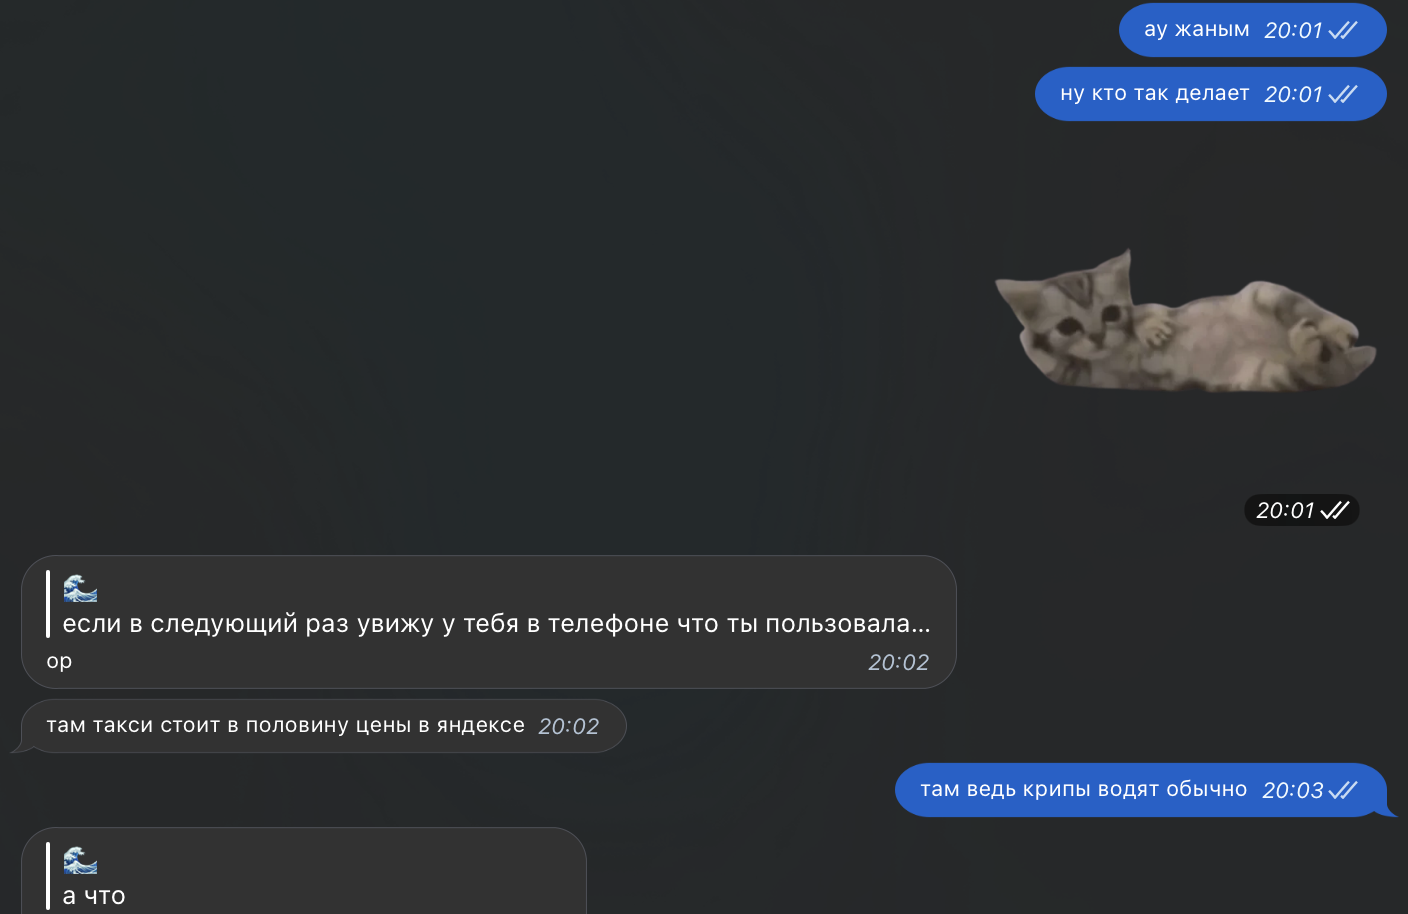 ау жаным 20:01
ну кто так делает 20:01
20:01
🌊
если в следующий раз увижу у тебя в телефоне что ты пользовала...
ор 20:02
там такси стоит в половину цены в яндексе 20:02
там ведь крипы водят обычно 20:03
🌊
а что